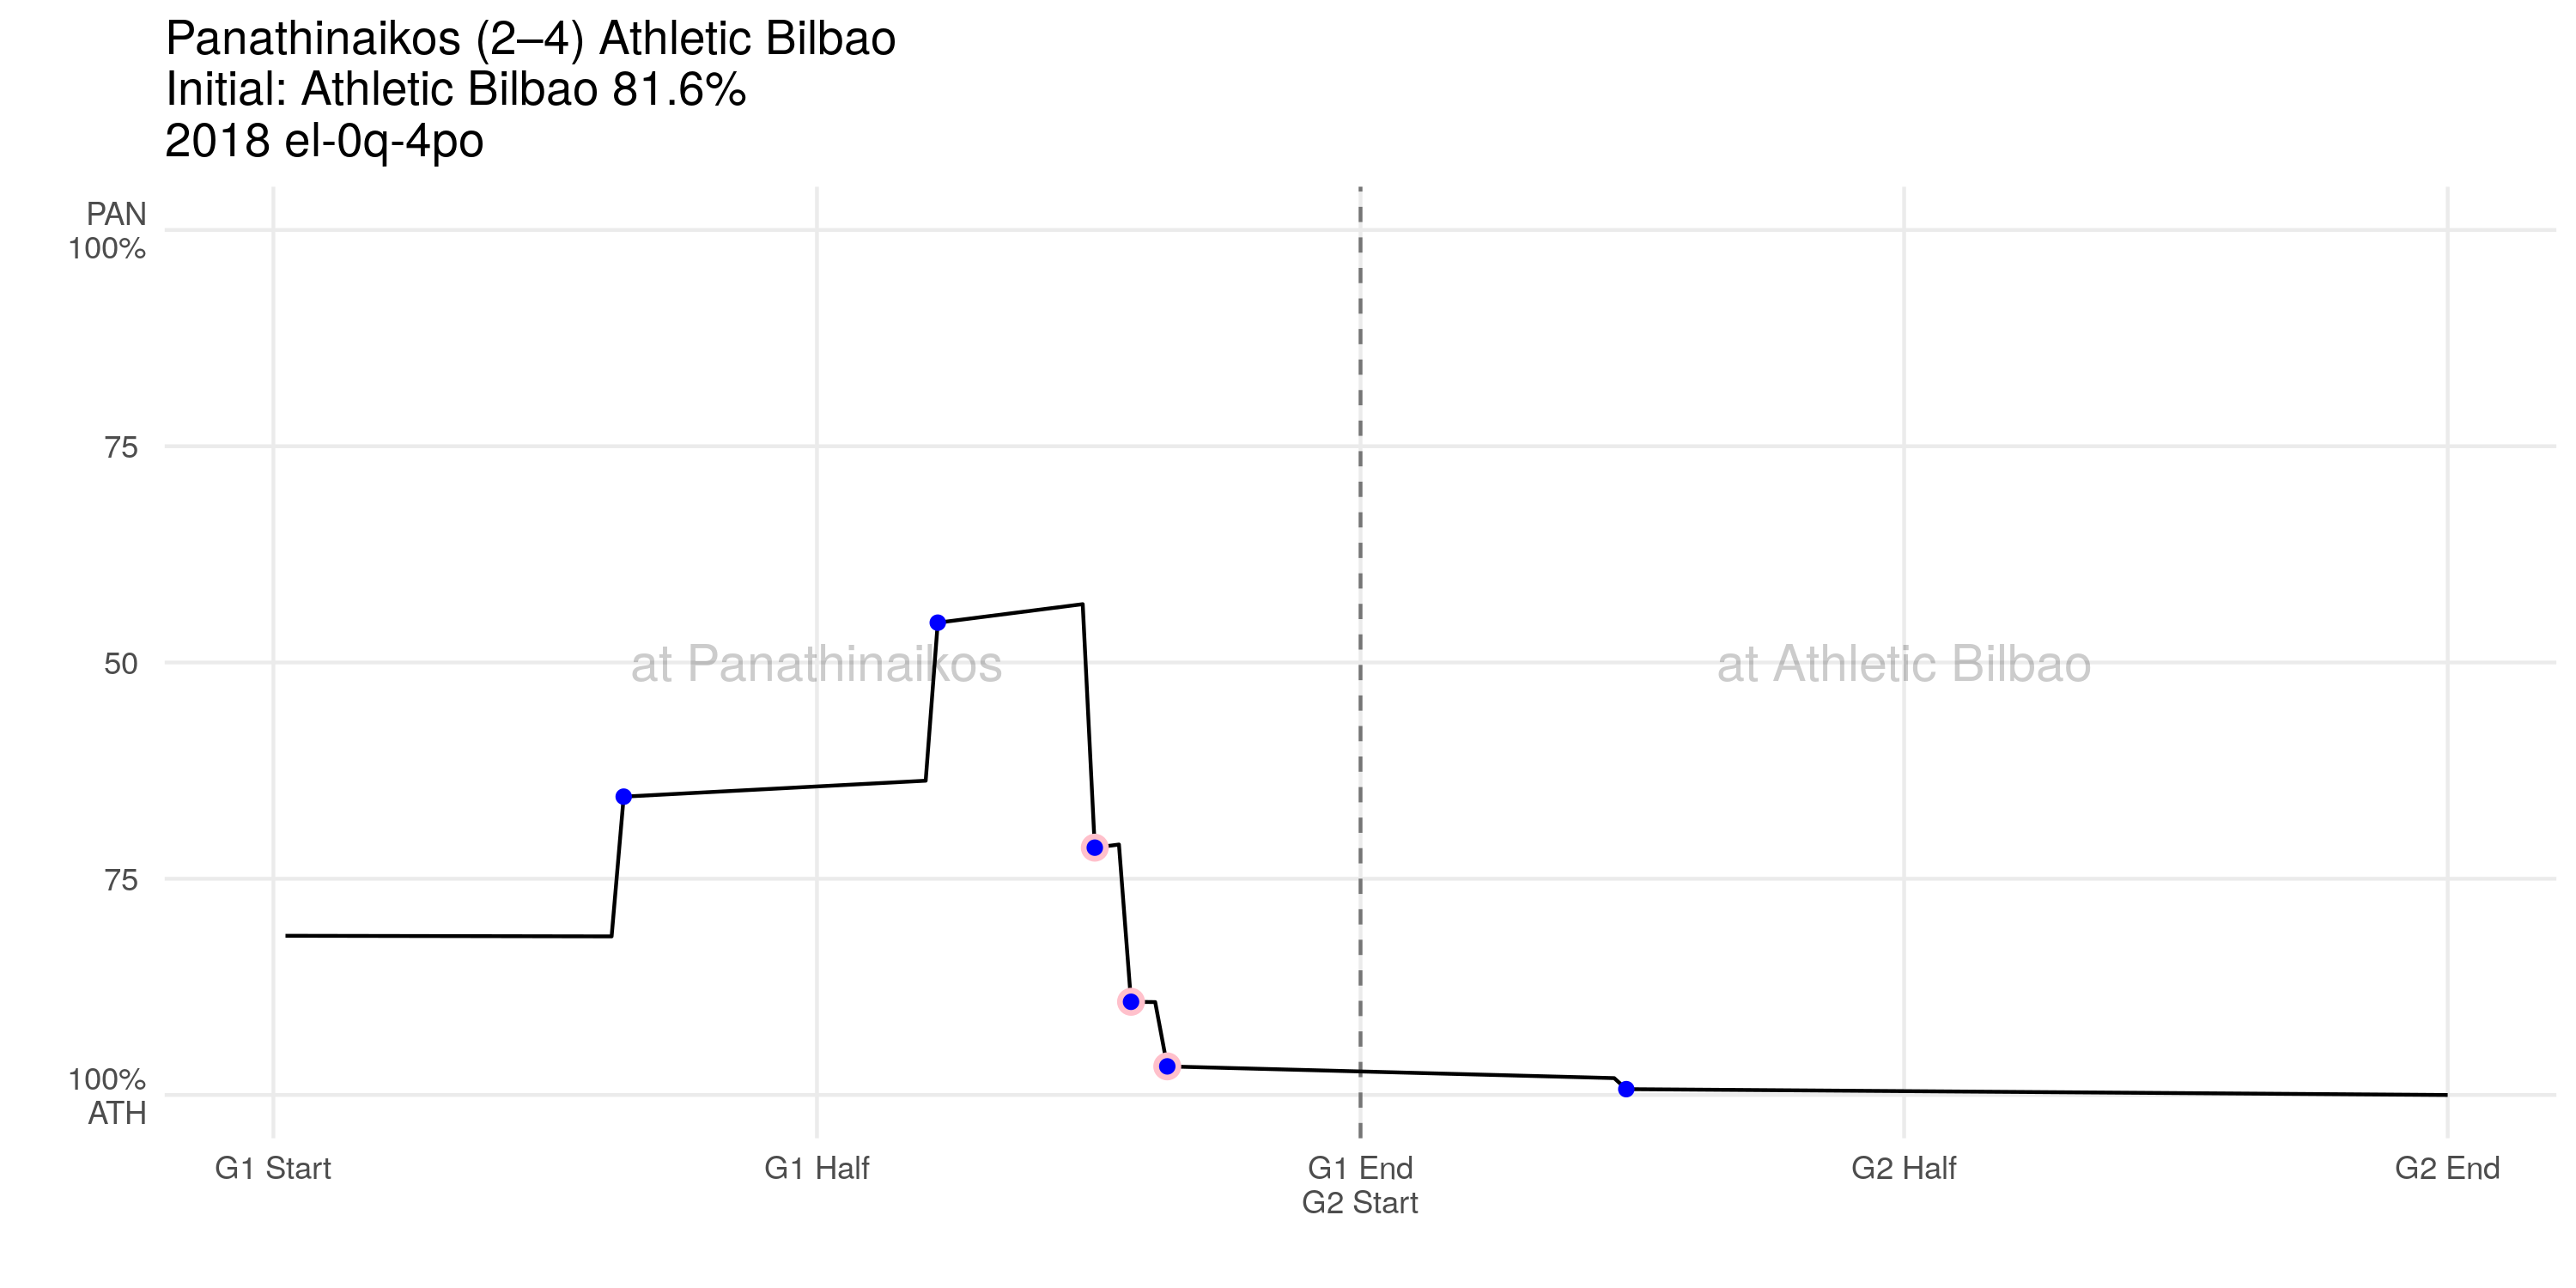 Panathinaikos (2–4) Athletic Bilbao
Initial: Athletic Bilbao 81.6%
2018 el-0q-4po
PAN
100%
75
50
75
100%
ATH
at Panathinaikos
at Athletic Bilbao
G1 Start
G1 Half
G1 End
G2 Start
G2 Half
G2 End